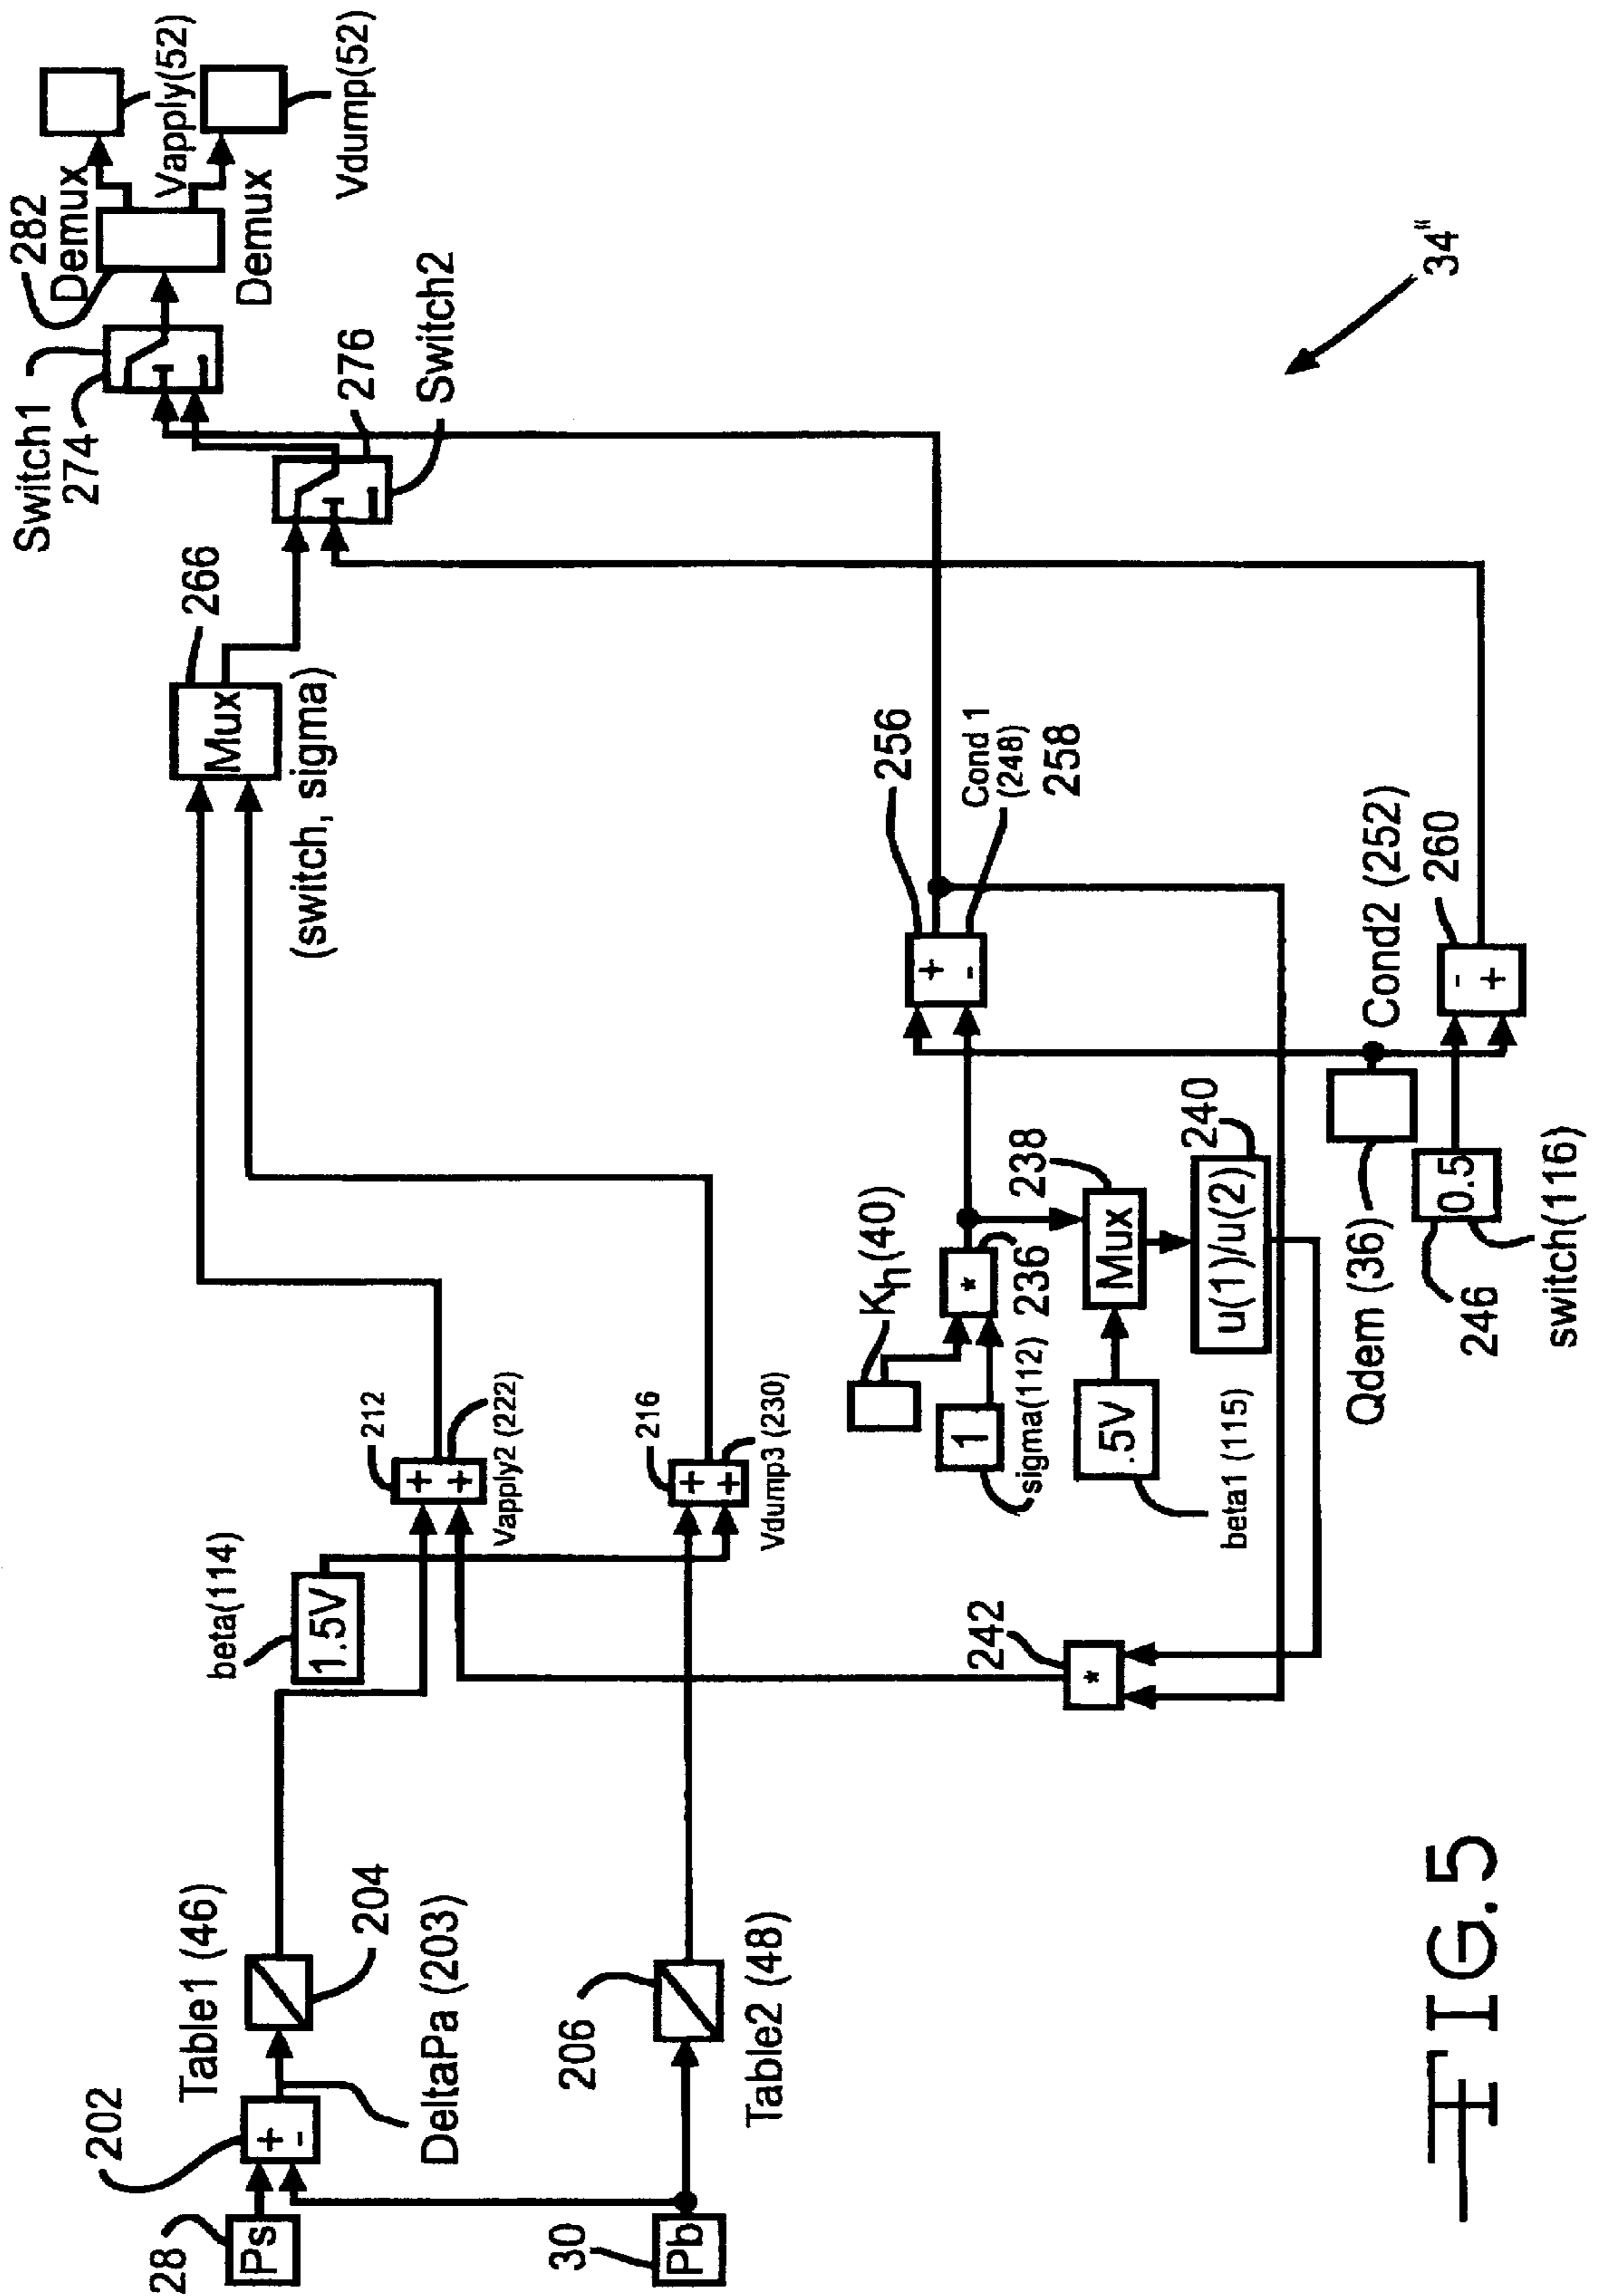 28
Ps
202
+
-
Table1 (46)
204
DeltaPa (203)
30
Pb
206
Table2 (48)
beta(114)
1.5V
212
+
+
Vapply2 (222)
216
+
+
Vdump3 (230)
242
*
Kh(40)
1
sigma(112)
*
236
238
Mux
.5V
beta1 (115)
240
u(1)/u(2)
Qdem (36)
0.5
246
switch(116)
256
+
-
Cond 1
(248)
258
Cond2 (252)
-
+
260
266
Mux
(switch, sigma)
Switch1
274
276
Switch2
282
Demux
Demux
Vapply(52)
Vdump(52)
34"
FIG. 5